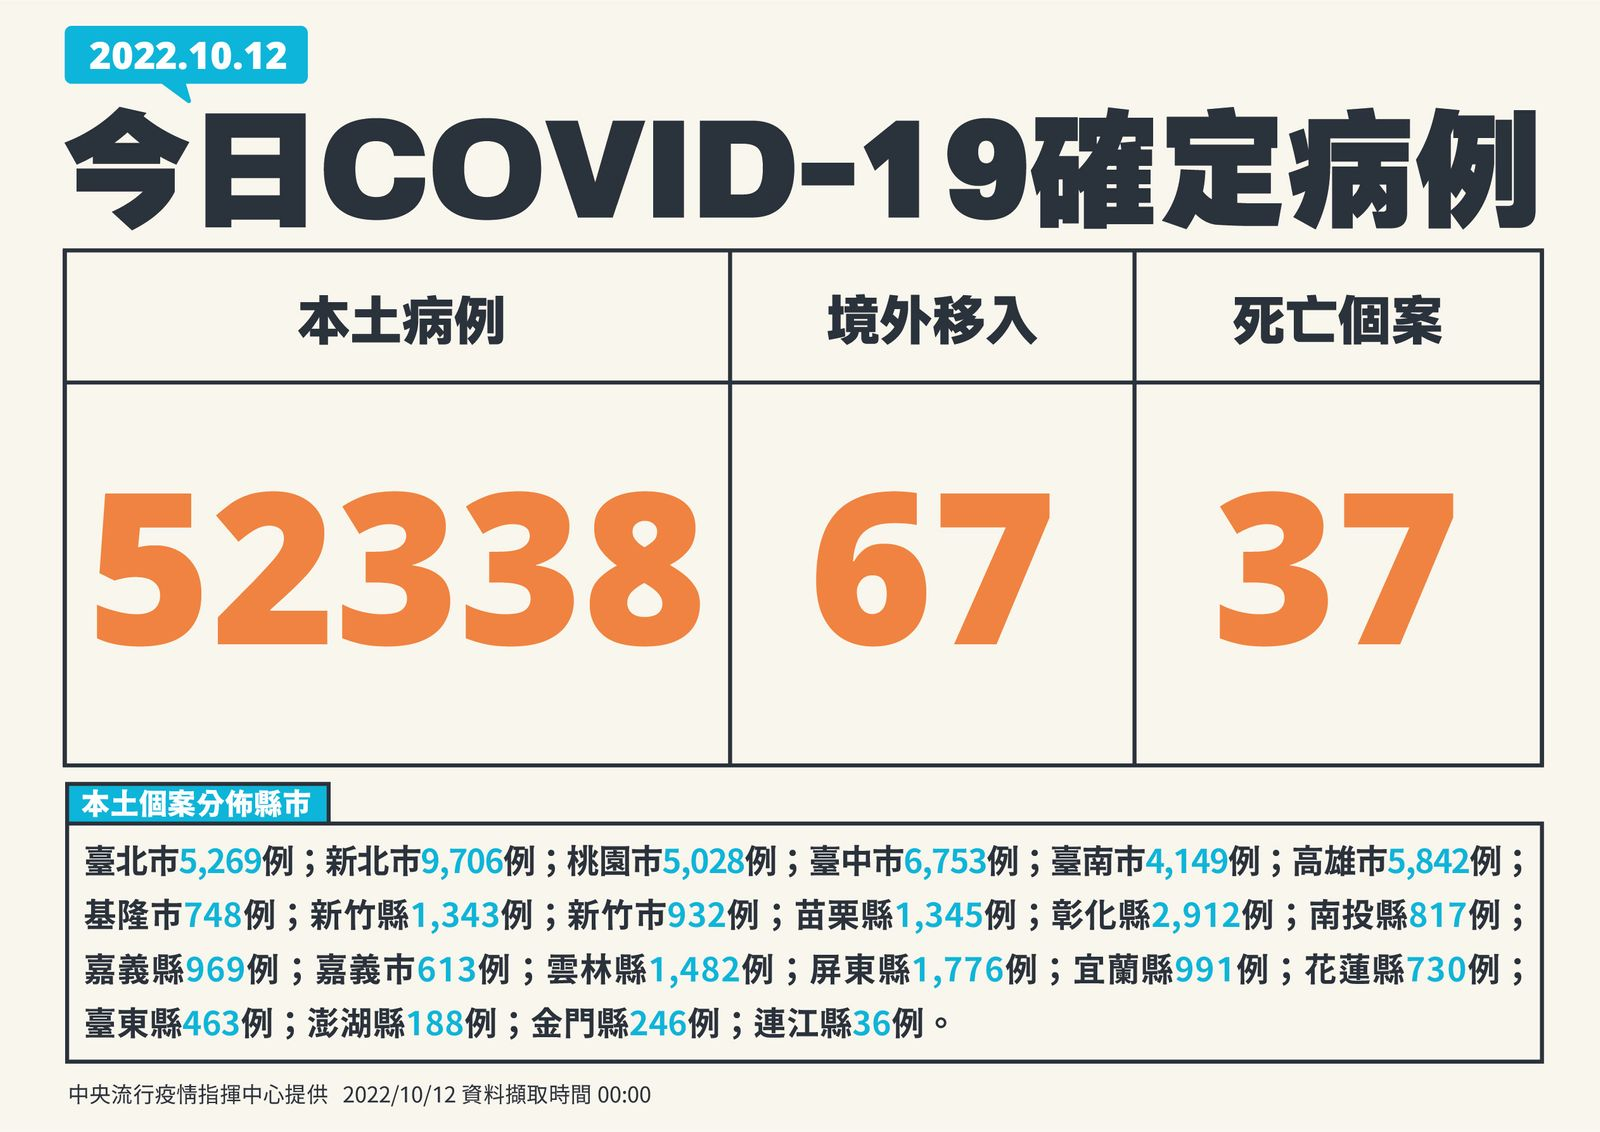 2022.10.12
今日COVID-19確定病例
本土病例 境外移入 死亡個案
52338 67 37
本土個案分佈縣市
臺北市5,269例；新北市9,706例；桃園市5,028例；臺中市6,753例；臺南市4,149例；高雄市5,842例；
基隆市748例；新竹縣1,343例；新竹市932例；苗栗縣1,345例；彰化縣2,912例；南投縣817例；
嘉義縣969例；嘉義市613例；雲林縣1,482例；屏東縣1,776例；宜蘭縣991例；花蓮縣730例；
臺東縣463例；澎湖縣188例；金門縣246例；連江縣36例。
中央流行疫情指揮中心提供 2022/10/12 資料擷取時間 00:00